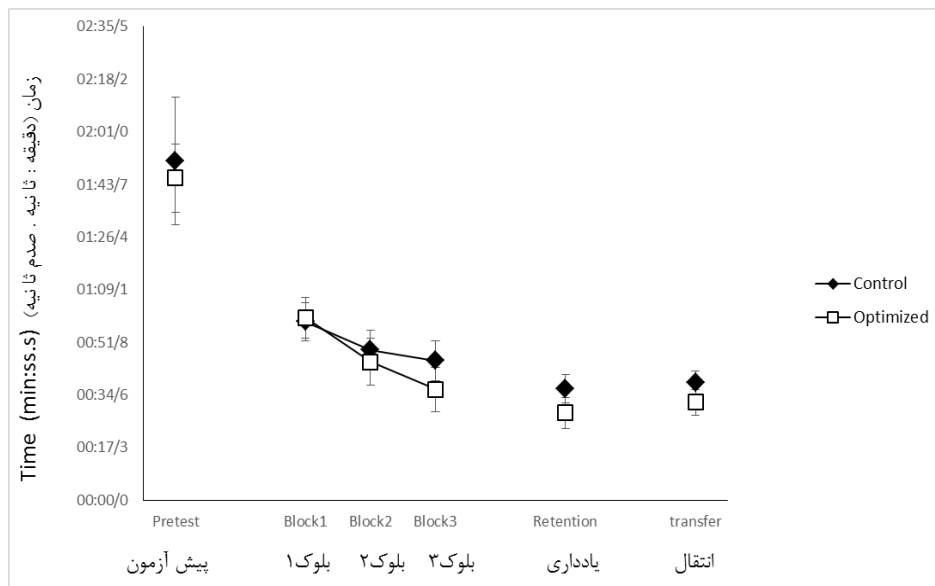 Time (min:ss.s) زمان (دقیقه : ثانیه . صدم ثانیه)
02:35/5
02:18/2
02:01/0
01:43/7
01:26/4
01:09/1
00:51/8
00:34/6
00:17/3
00:00/0
Pretest Block1 Block2 Block3 Retention transfer
پیش آزمون بلوک۱ بلوک۲ بلوک۳ یادداری انتقال
Control
Optimized